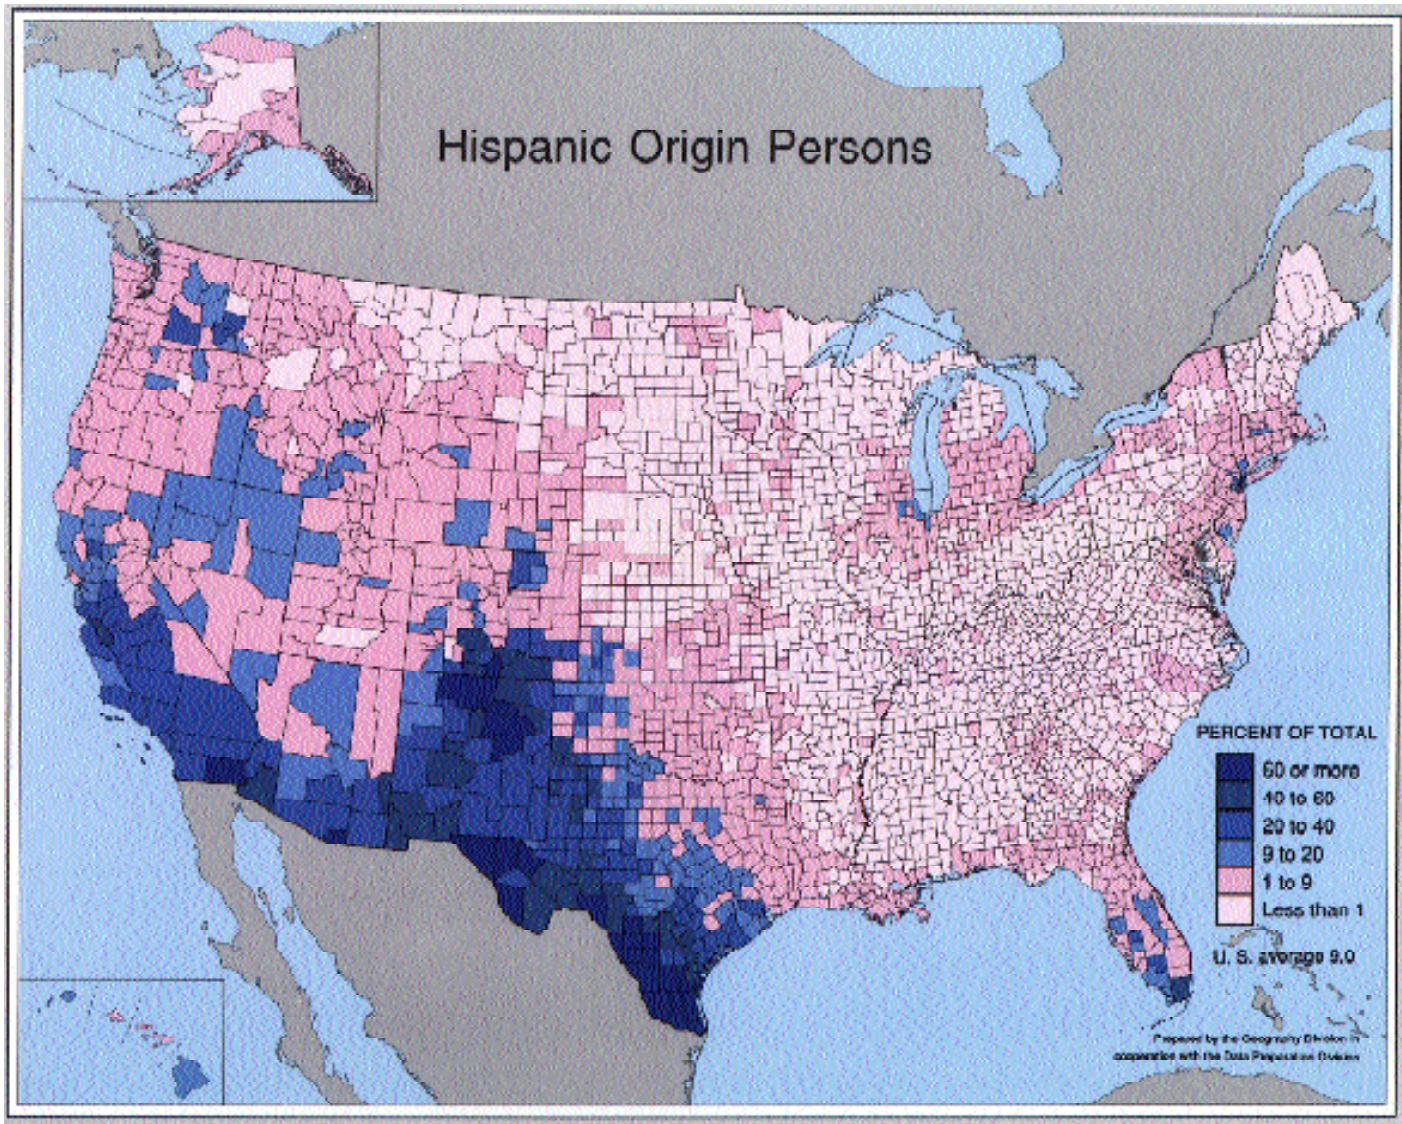 Hispanic Origin Persons
PERCENT OF TOTAL
60 or more
40 to 60
20 to 40
9 to 20
1 to 9
Less than 1
U. S. average 9.0
Prepared by the Geography Division in
cooperation with the Data Preparation Division